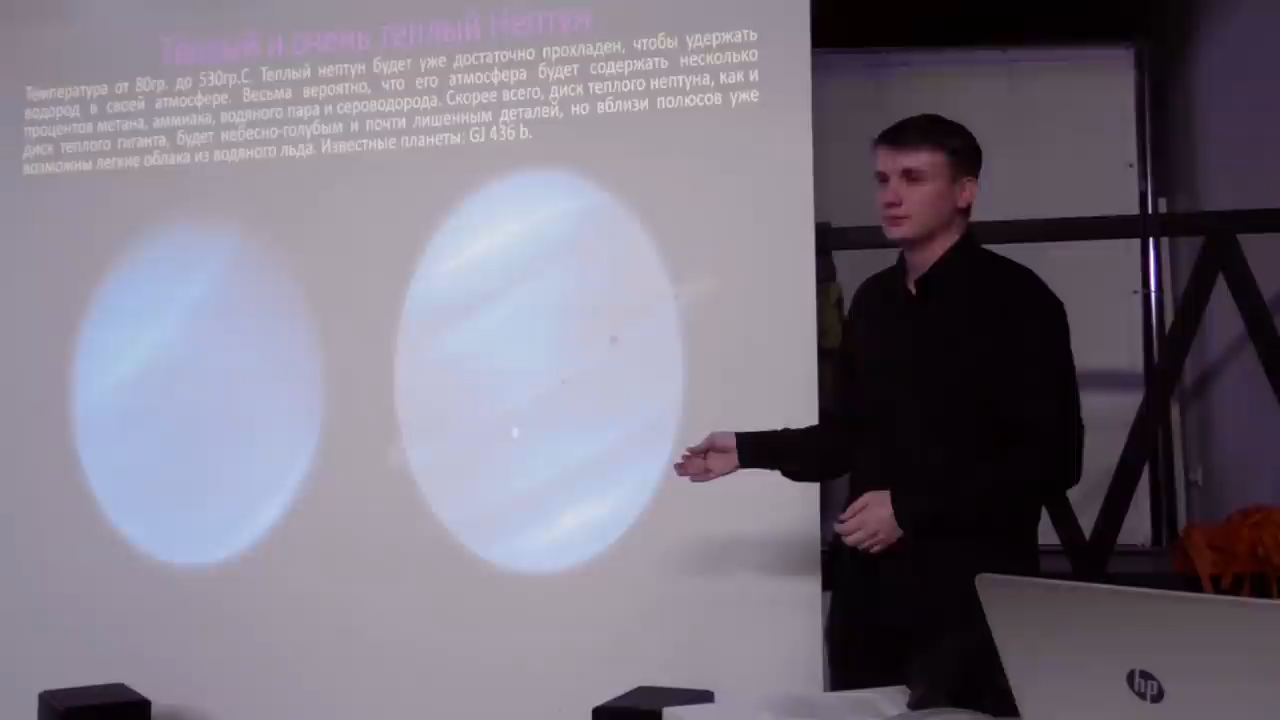 Теплый и очень теплый Нептун
Температура от 80гр. до 530гр.С. Теплый нептун будет уже достаточно прохладен, чтобы удержать
водород в своей атмосфере. Весьма вероятно, что его атмосфера будет содержать несколько
процентов метана, аммиака, водяного пара и сероводорода. Скорее всего, диск теплого нептуна, как и
диск теплого гиганта, будет небесно-голубым и почти лишенным деталей, но вблизи полюсов уже
возможны легкие облака из водяного льда. Известные планеты: GJ 436 b.
hp